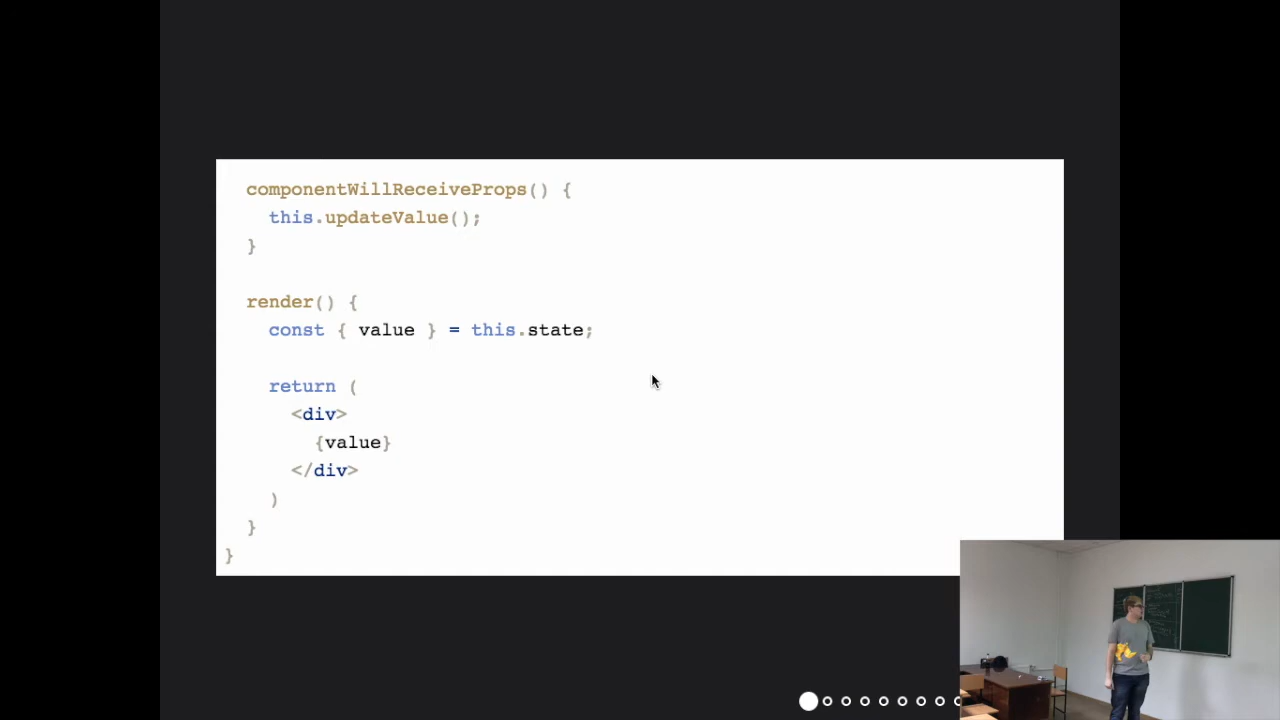 componentWillReceiveProps() {
this.updateValue();
}
render() {
const { value } = this.state;
return (
<div>
{value}
</div>
)
}
}